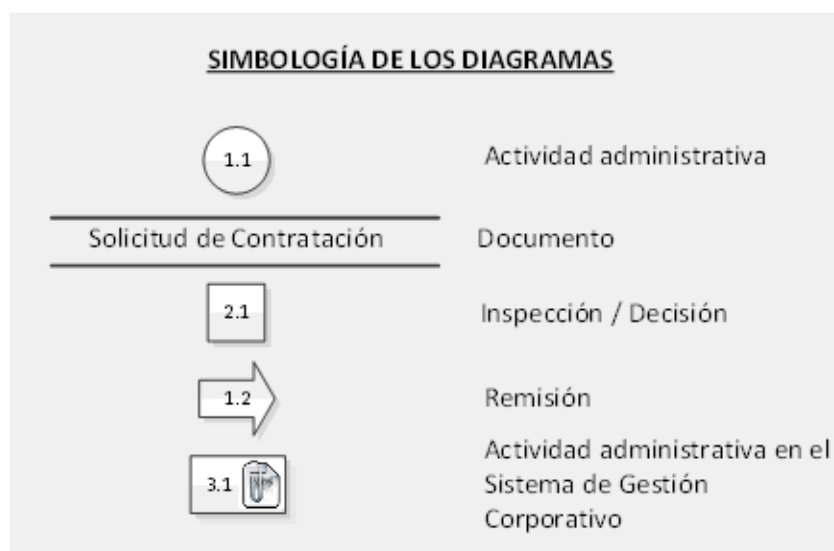 SIMBOLOGÍA DE LOS DIAGRAMAS
1.1 Actividad administrativa
Solicitud de Contratación Documento
2.1 Inspección / Decisión
1.2 Remisión
3.1 Actividad administrativa en el
Sistema de Gestión
Corporativo